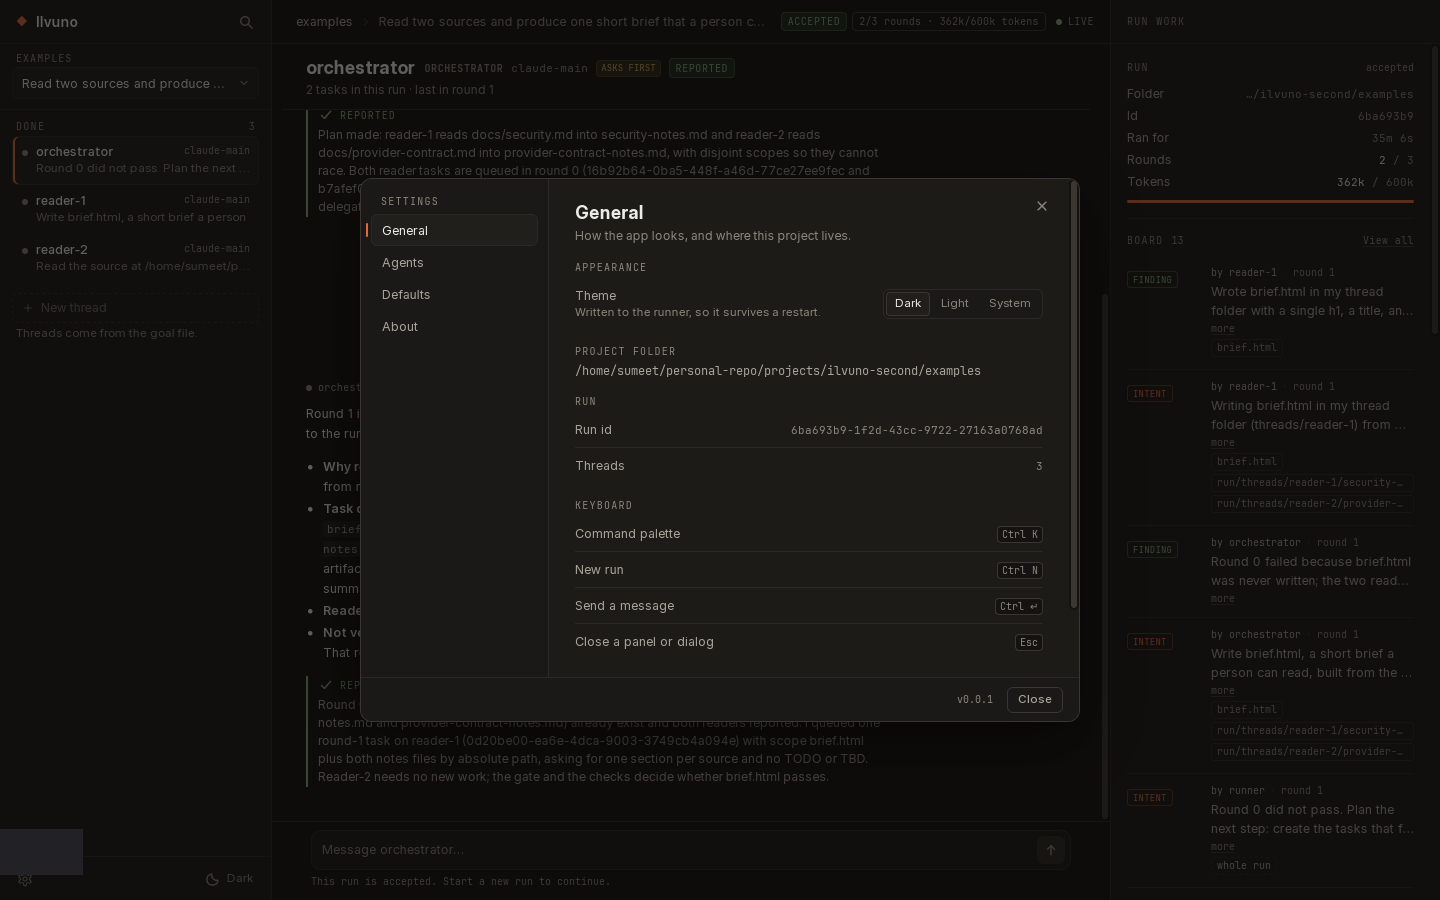 Ilvuno
EXAMPLES
Read two sources and produce ...
DONE 3
orchestrator claude-main
Round 0 did not pass. Plan the next ...
reader-1 claude-main
Write brief.html, a short brief a person
reader-2 claude-main
Read the source at /home/sumeet/p...
+ New thread
Threads come from the goal file.
Dark
examples > Read two sources and produce one short brief that a person c... ACCEPTED 2/3 rounds · 362k/600k tokens LIVE
orchestrator ORCHESTRATOR claude-main ASKS FIRST REPORTED
2 tasks in this run · last in round 1
REPORTED
Plan made: reader-1 reads docs/security.md into security-notes.md and reader-2 reads
docs/provider-contract.md into provider-contract-notes.md, with disjoint scopes so they cannot
race. Both reader tasks are queued in round 0 (16b92b64-0ba5-448f-a46d-77ce27ee9fec and
b7afef0
delegat
orchest
Round 1 i
to the run
Why r
from n
Task o
brief
notes
artifac
summ
Reade
Not ve
That r
REP
Round
notes.md and provider-contract-notes.md) already exist and both readers reported. I queued one
round-1 task on reader-1 (0d20be00-ea6e-4dca-9003-3749cb4a094e) with scope brief.html
plus both notes files by absolute path, asking for one section per source and no TODO or TBD.
Reader-2 needs no new work; the gate and the checks decide whether brief.html passes.
Message orchestrator...
This run is accepted. Start a new run to continue.
SETTINGS
General
Agents
Defaults
About
General
How the app looks, and where this project lives.
APPEARANCE
Theme
Written to the runner, so it survives a restart.
Dark Light System
PROJECT FOLDER
/home/sumeet/personal-repo/projects/ilvuno-second/examples
RUN
Run id 6ba693b9-1f2d-43cc-9722-27163a0768ad
Threads 3
KEYBOARD
Command palette Ctrl K
New run Ctrl N
Send a message Ctrl ↵
Close a panel or dialog Esc
v0.0.1 Close
RUN WORK
RUN accepted
Folder …/ilvuno-second/examples
Id 6ba693b9
Ran for 35m 6s
Rounds 2 / 3
Tokens 362k / 600k
BOARD 13 View all
FINDING by reader-1 · round 1
Wrote brief.html in my thread
folder with a single h1, a title, an...
more
brief.html
INTENT by reader-1 · round 1
Writing brief.html in my thread
folder (threads/reader-1) from ...
more
brief.html
run/threads/reader-1/security-…
run/threads/reader-2/provider-…
FINDING by orchestrator · round 1
Round 0 failed because brief.html
was never written; the two read...
more
INTENT by orchestrator · round 1
Write brief.html, a short brief a
person can read, built from the ...
more
brief.html
run/threads/reader-1/security-…
run/threads/reader-2/provider-…
INTENT by runner · round 1
Round 0 did not pass. Plan the
next step: create the tasks that f...
more
whole run